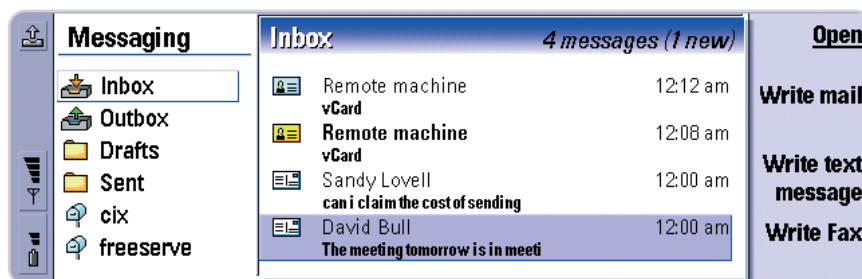 Messaging
Inbox
Outbox
Drafts
Sent
cix
freeserve
Inbox 4 messages (1 new)
Remote machine 12:12 am
vCard
Remote machine 12:08 am
vCard
Sandy Lovell 12:00 am
can i claim the cost of sending
David Bull 12:00 am
The meeting tomorrow is in meeti
Open
Write mail
Write text
message
Write Fax